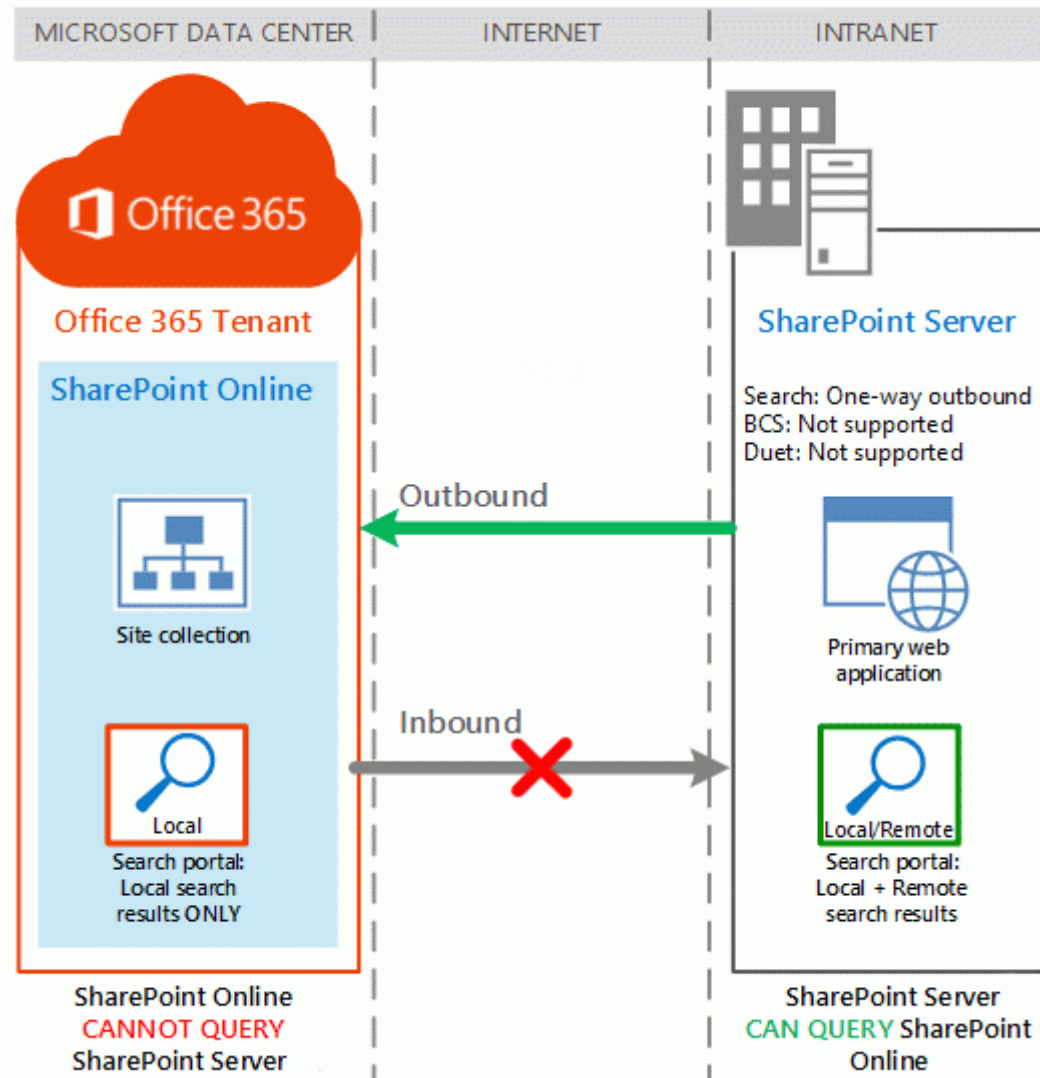 MICROSOFT DATA CENTER
INTERNET
INTRANET
Office 365
Office 365 Tenant
SharePoint Online
SharePoint Server
Search: One-way outbound
BCS: Not supported
Duet: Not supported
Outbound
Site collection
Primary web
application
Inbound
Local
Search portal:
Local search
results ONLY
Local/Remote
Search portal:
Local + Remote
search results
SharePoint Online
CANNOT QUERY
SharePoint Server
SharePoint Server
CAN QUERY SharePoint
Online